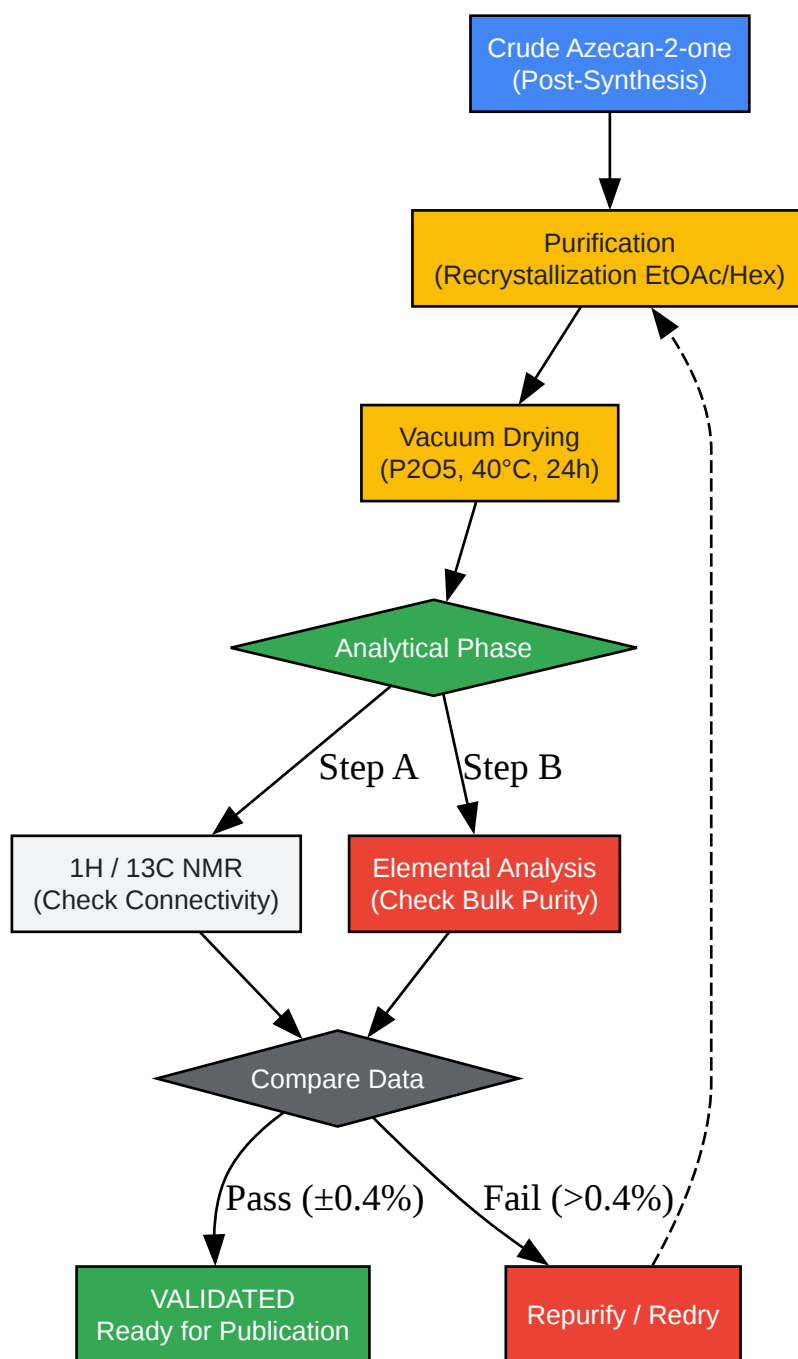 Crude Azecan-2-one
(Post-Synthesis)
Purification
(Recrystallization EtOAc/Hex)
Vacuum Drying
(P2O5, 40°C, 24h)
Analytical Phase
Step A
Step B
1H / 13C NMR
(Check Connectivity)
Elemental Analysis
(Check Bulk Purity)
Compare Data
Pass (±0.4%)
Fail (>0.4%)
VALIDATED
Ready for Publication
Repurify / Redry